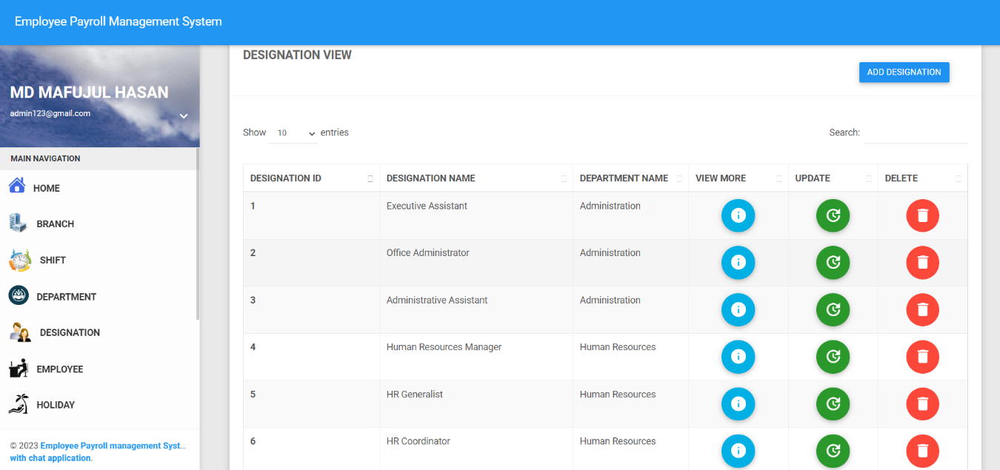 Employee Payroll Management System
MD MAFUJUL HASAN
admin123@gmail.com
MAIN NAVIGATION
HOME
BRANCH
SHIFT
DEPARTMENT
DESIGNATION
EMPLOYEE
HOLIDAY
© 2023 Employee Payroll management Syst...
with chat application.
DESIGNATION VIEW
ADD DESIGNATION
Show 10 entries Search:
DESIGNATION ID DESIGNATION NAME DEPARTMENT NAME VIEW MORE UPDATE DELETE
1 Executive Assistant Administration
2 Office Administrator Administration
3 Administrative Assistant Administration
4 Human Resources Manager Human Resources
5 HR Generalist Human Resources
6 HR Coordinator Human Resources